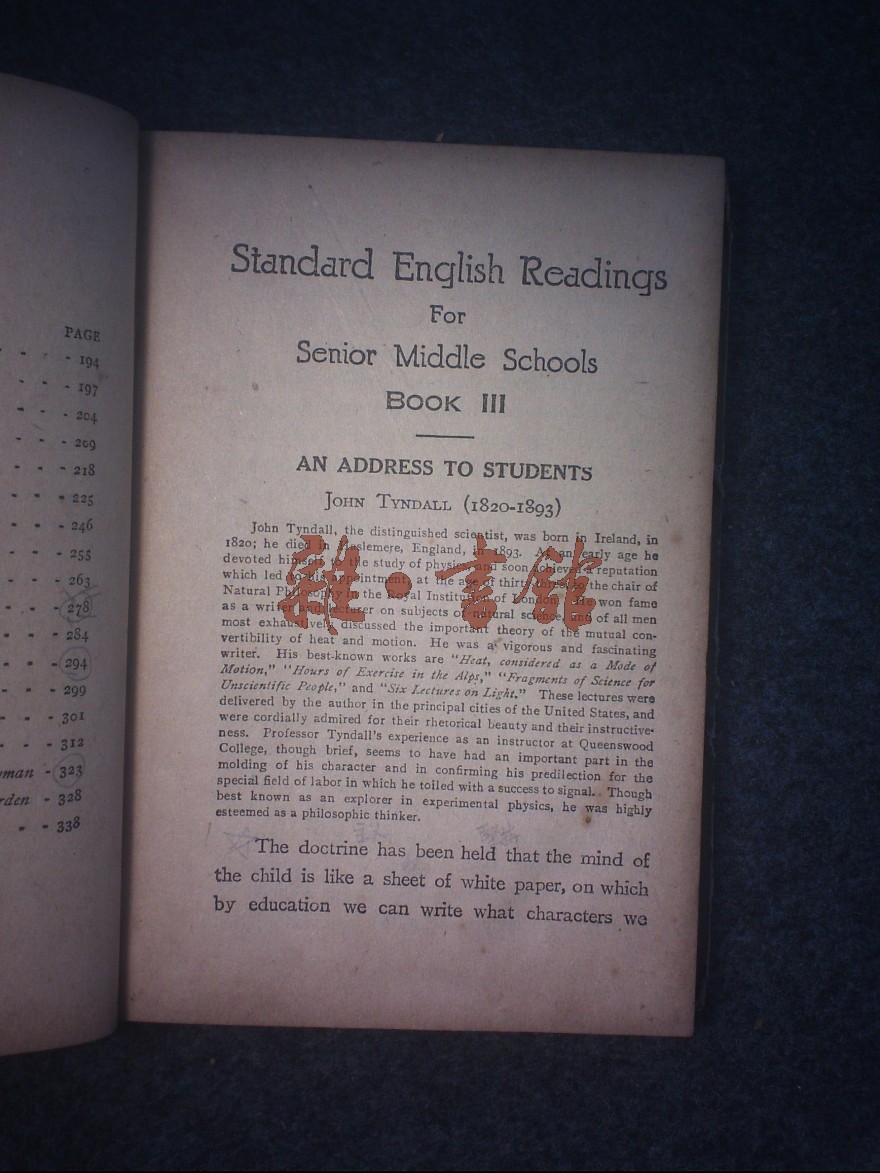 PAGE
- - - 194
- - - 197
- - - 204
- - - 209
- - - 218
- - - 225
- - - 246
- - - 255
- - - 263
- - - 278
- - - 284
- - - 294
- - - 299
- - - 301
- - - 312
man - 323
rden - 328
- - 338
Standard English Readings
For
Senior Middle Schools
BOOK III
AN ADDRESS TO STUDENTS
JOHN TYNDALL (1820-1893)
John Tyndall, the distinguished scientist, was born in Ireland, in
1820; he died in Haslemere, England, in 1893. At an early age he
devoted himself to the study of physics and soon achieved a reputation
which led to his appointment, at the age of thirty-three, to the chair of
Natural Philosophy in the Royal Institution of London. He won fame
as a writer and lecturer on subjects of natural science, and of all men
most exhaustively discussed the important theory of the mutual con-
vertibility of heat and motion. He was a vigorous and fascinating
writer. His best-known works are "Heat, considered as a Mode of
Motion," "Hours of Exercise in the Alps," "Fragments of Science for
Unscientific People," and "Six Lectures on Light." These lectures were
delivered by the author in the principal cities of the United States, and
were cordially admired for their rhetorical beauty and their instructive-
ness. Professor Tyndall's experience as an instructor at Queenswood
College, though brief, seems to have had an important part in the
molding of his character and in confirming his predilection for the
special field of labor in which he toiled with a success to signal. Though
best known as an explorer in experimental physics, he was highly
esteemed as a philosophic thinker.
The doctrine has been held that the mind of
the child is like a sheet of white paper, on which
by education we can write what characters we